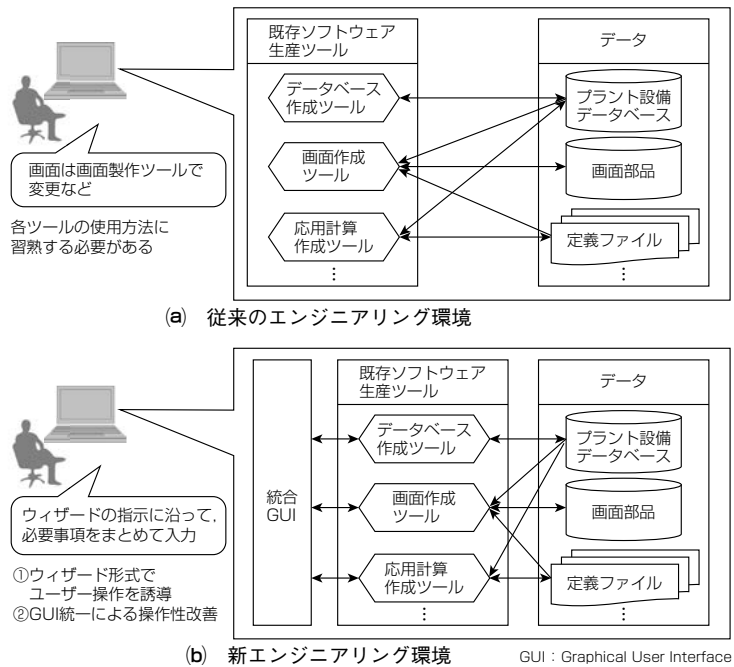 既存ソフトウェア
生産ツール
データ
データベース
作成ツール
プラント設備
データベース
画面は画面製作ツールで
変更など
画面作成
ツール
画面部品
各ツールの使用方法に
習熟する必要がある
応用計算
作成ツール
定義ファイル
⋮
⋮
(a) 従来のエンジニアリング環境
既存ソフトウェア
生産ツール
データ
データベース
作成ツール
プラント設備
データベース
統合
GUI
画面作成
ツール
画面部品
ウィザードの指示に沿って，
必要事項をまとめて入力
①ウィザード形式で
ユーザー操作を誘導
②GUI統一による操作性改善
応用計算
作成ツール
定義ファイル
⋮
⋮
(b) 新エンジニアリング環境
GUI：Graphical User Interface